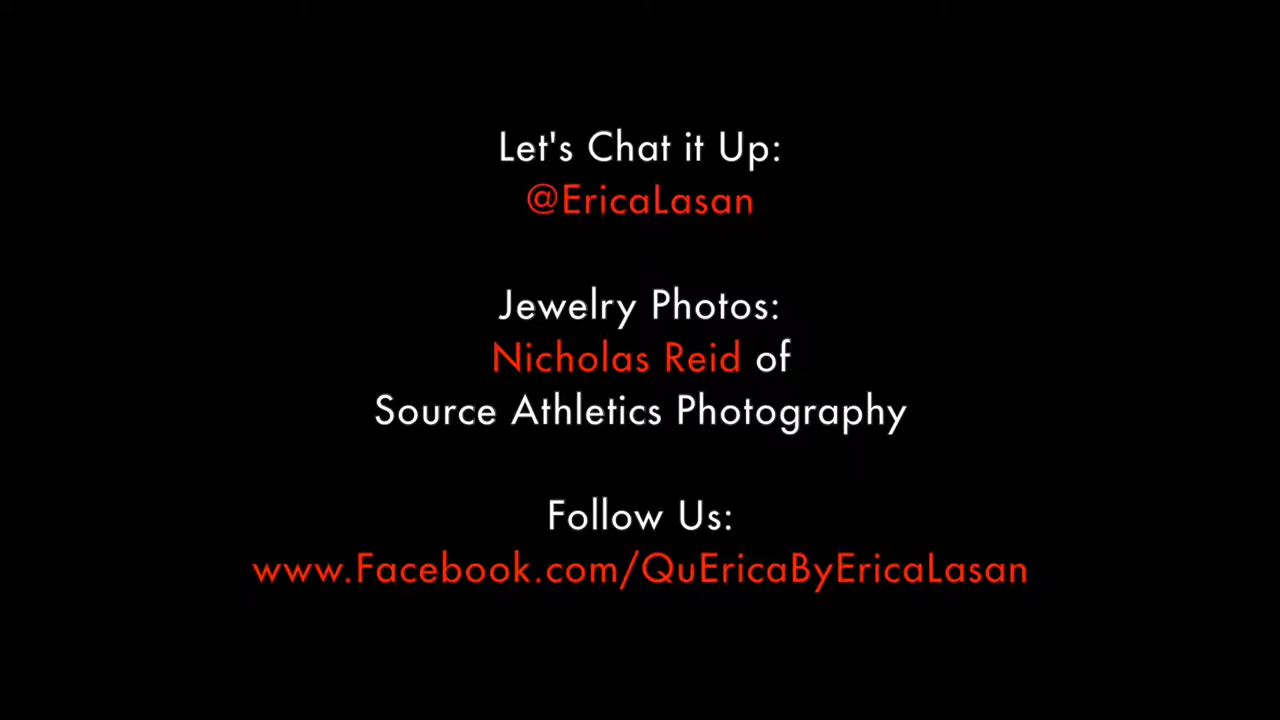 Let's Chat it Up:
@EricaLasan
Jewelry Photos:
Nicholas Reid of
Source Athletics Photography
Follow Us:
www.Facebook.com/QuEricaByEricaLasan